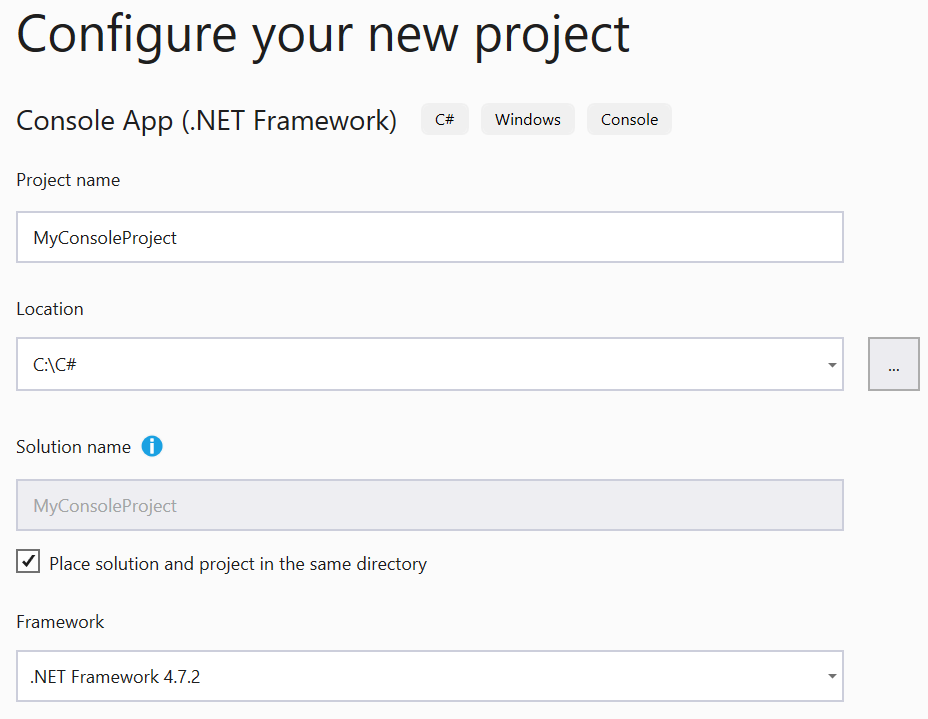 Configure your new project
Console App (.NET Framework) C# Windows Console
Project name
MyConsoleProject
Location
C:\C#
...
Solution name
MyConsoleProject
Place solution and project in the same directory
Framework
.NET Framework 4.7.2